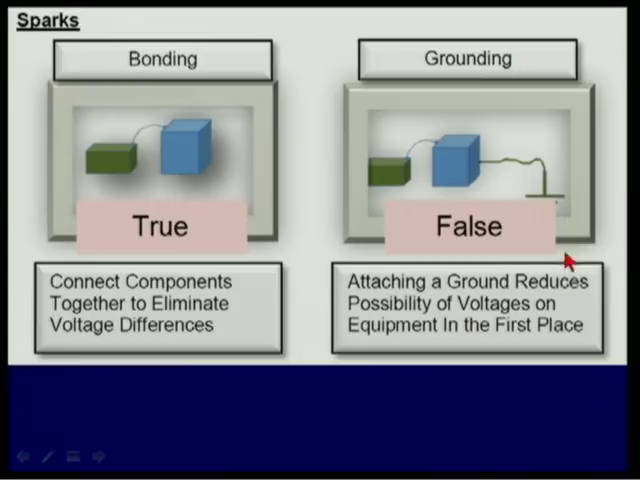 Sparks
Bonding
Grounding
True
False
Connect Components
Together to Eliminate
Voltage Differences
Attaching a Ground Reduces
Possibility of Voltages on
Equipment In the First Place